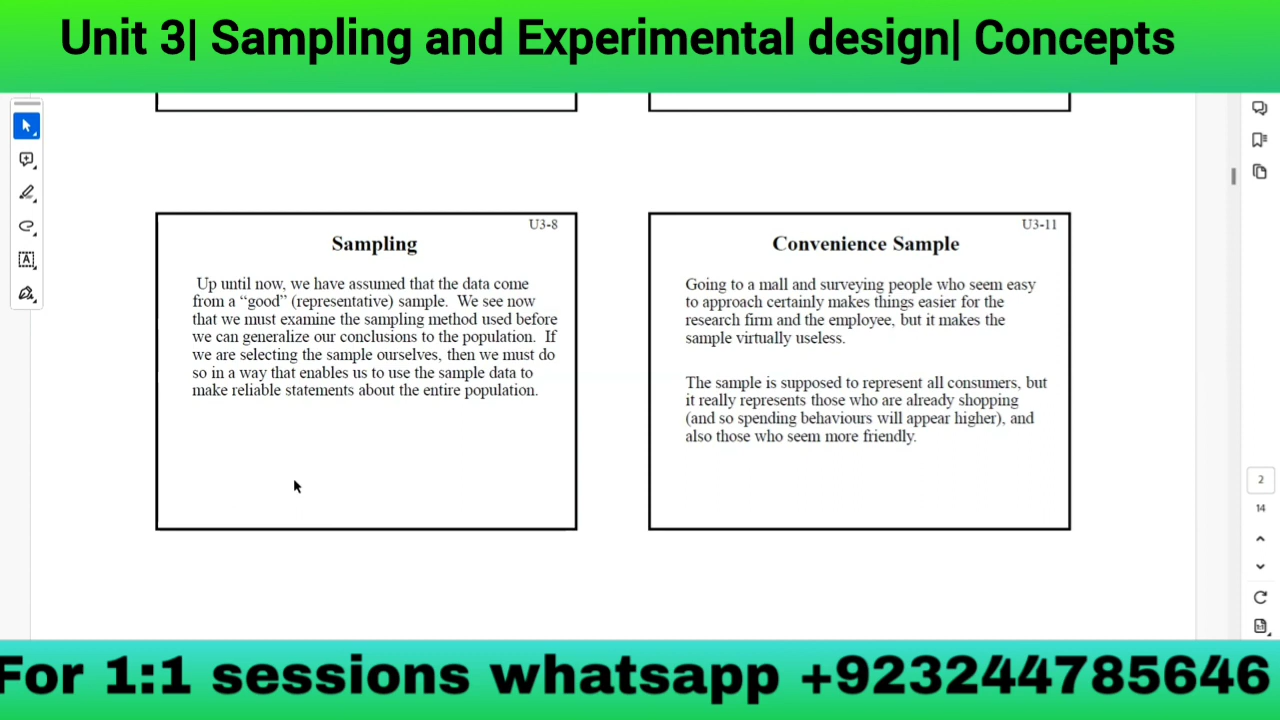 Unit 3| Sampling and Experimental design| Concepts
U3-8
Sampling
Up until now, we have assumed that the data come
from a “good” (representative) sample. We see now
that we must examine the sampling method used before
we can generalize our conclusions to the population. If
we are selecting the sample ourselves, then we must do
so in a way that enables us to use the sample data to
make reliable statements about the entire population.
U3-11
Convenience Sample
Going to a mall and surveying people who seem easy
to approach certainly makes things easier for the
research firm and the employee, but it makes the
sample virtually useless.
The sample is supposed to represent all consumers, but
it really represents those who are already shopping
(and so spending behaviours will appear higher), and
also those who seem more friendly.
2
14
For 1:1 sessions whatsapp +923244785646